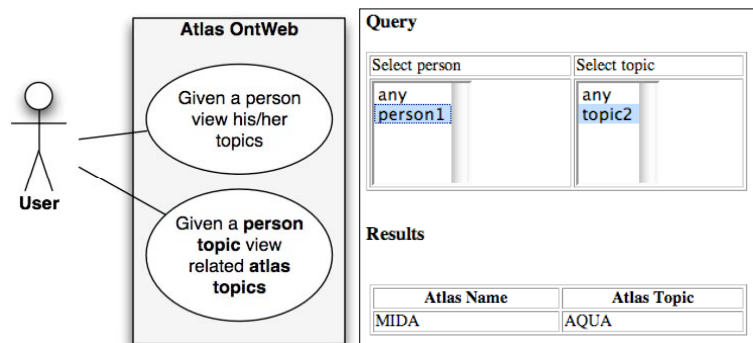 Atlas OntWeb
Given a person
view his/her
topics
User
Given a person
topic view
related atlas
topics
Query
Select person
Select topic
any
person1
any
topic2
Results
Atlas Name
Atlas Topic
MIDA
AQUA